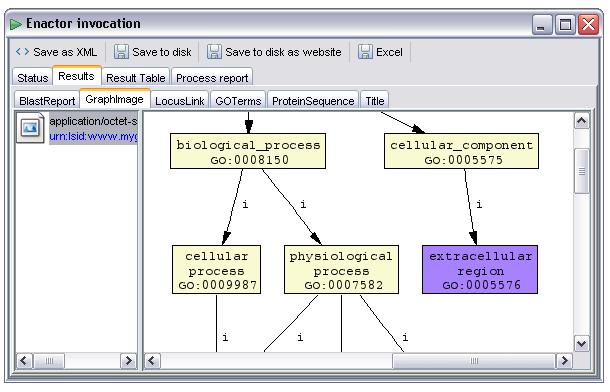 Enactor invocation
<> Save as XML Save to disk Save to disk as website Excel
Status Results Result Table Process report
BlastReport GraphImage LocusLink GOTerms ProteinSequence Title
application/octet-s
urn:lsid:www.myg
biological_process
GO:0008150
cellular_component
GO:0005575
i
i
i
cellular
process
GO:0009987
physiological
process
GO:0007582
extracellular
region
GO:0005576
i
i
i